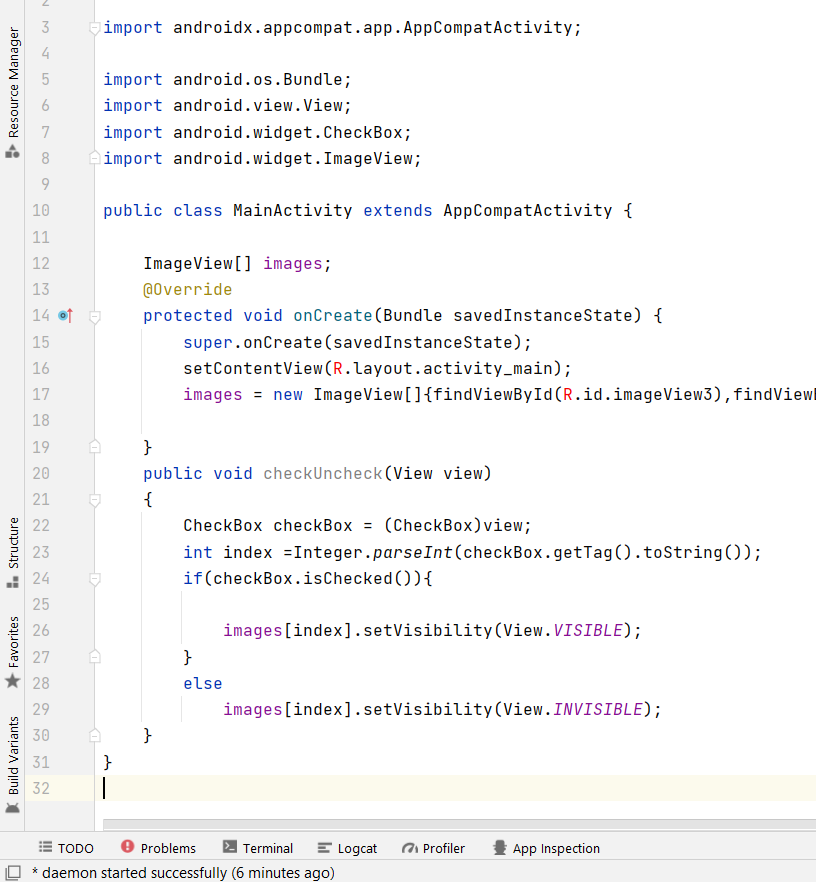 2
3 import androidx.appcompat.app.AppCompatActivity;
4
5 import android.os.Bundle;
6 import android.view.View;
7 import android.widget.CheckBox;
8 import android.widget.ImageView;
9
10 public class MainActivity extends AppCompatActivity {
11
12 ImageView[] images;
13 @Override
14 protected void onCreate(Bundle savedInstanceState) {
15 super.onCreate(savedInstanceState);
16 setContentView(R.layout.activity_main);
17 images = new ImageView[]{findViewById(R.id.imageView3),findView
18
19 }
20 public void checkUncheck(View view)
21 {
22 CheckBox checkBox = (CheckBox)view;
23 int index =Integer.parseInt(checkBox.getTag().toString());
24 if(checkBox.isChecked()){
25
26 images[index].setVisibility(View.VISIBLE);
27 }
28 else
29 images[index].setVisibility(View.INVISIBLE);
30 }
31 }
32
Resource Manager
Structure
Favorites
Build Variants
TODO Problems Terminal Logcat Profiler App Inspection
* daemon started successfully (6 minutes ago)